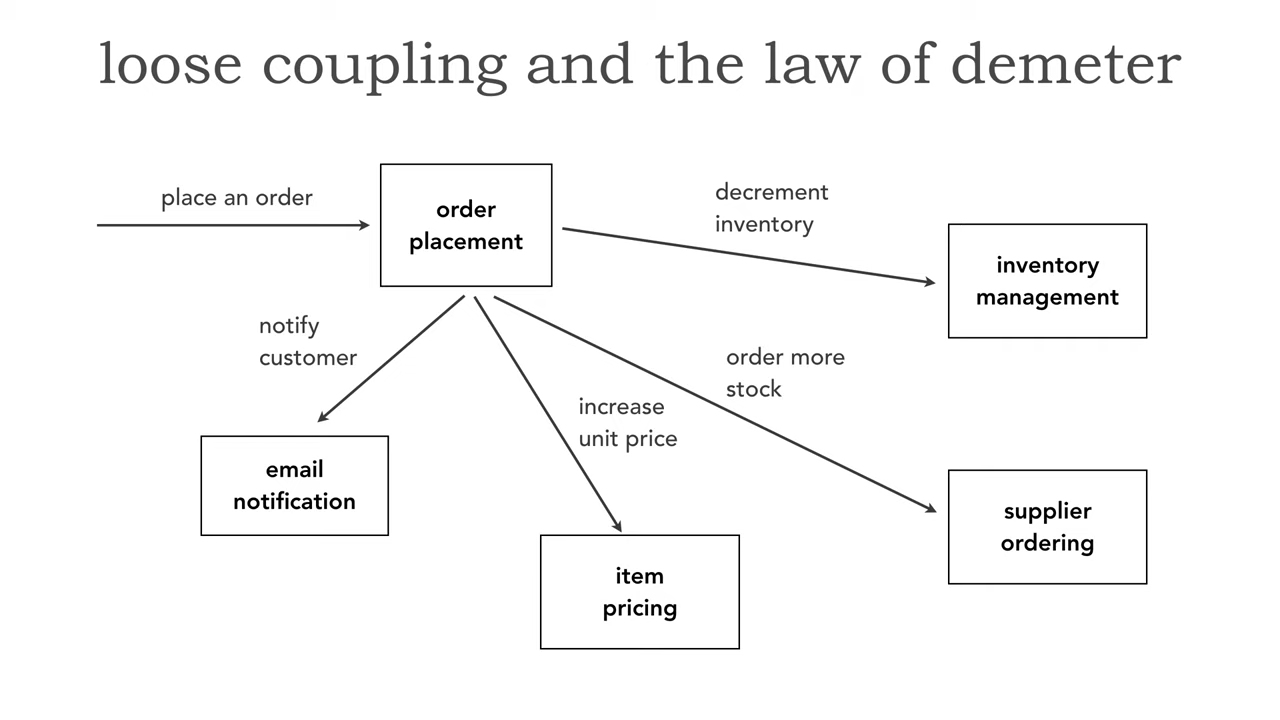 loose coupling and the law of demeter
place an order
order
placement
decrement
inventory
inventory
management
notify
customer
order more
stock
increase
unit price
email
notification
supplier
ordering
item
pricing